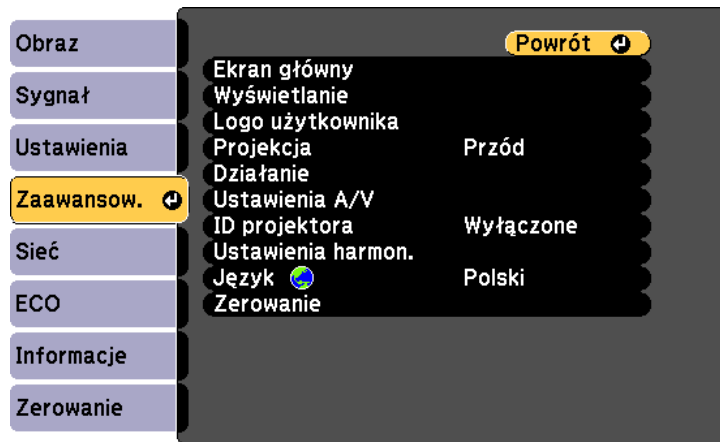 Obraz
Sygnał
Ustawienia
Zaawansow.
Sieć
ECO
Informacje
Zerowanie
Powrót
Ekran główny
Wyświetlanie
Logo użytkownika
Projekcja Przód
Działanie
Ustawienia A/V
ID projektora Wyłączone
Ustawienia harmon.
Język Polski
Zerowanie